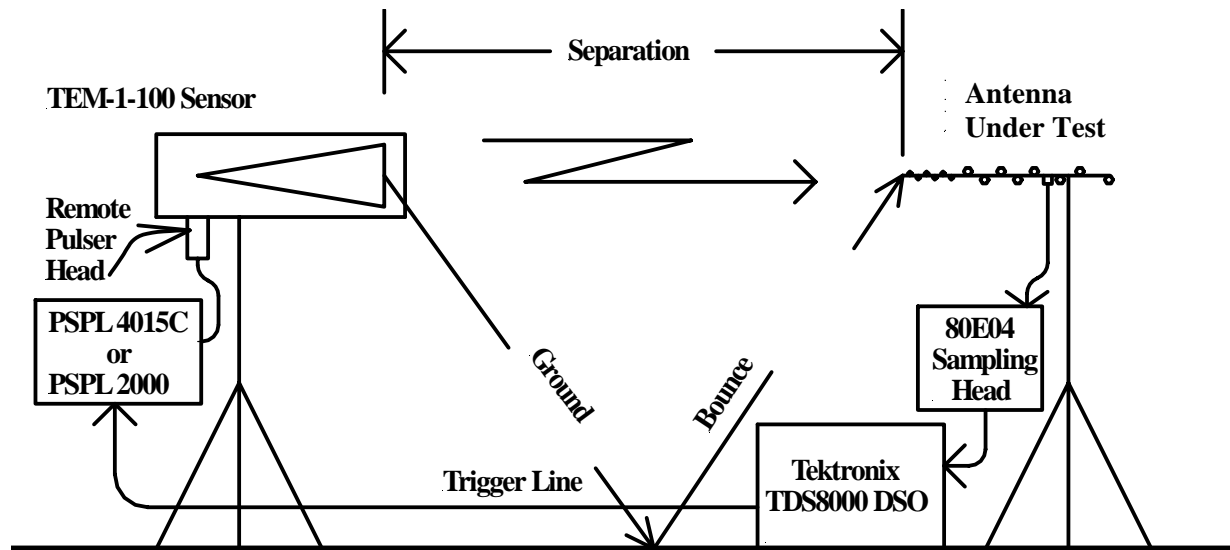 Separation
TEM-1-100 Sensor
Antenna
Under Test
Remote
Pulser
Head
PSPL 4015C
or
PSPL 2000
80E04
Sampling
Head
Ground
Bounce
Trigger Line
Tektronix
TDS8000 DSO